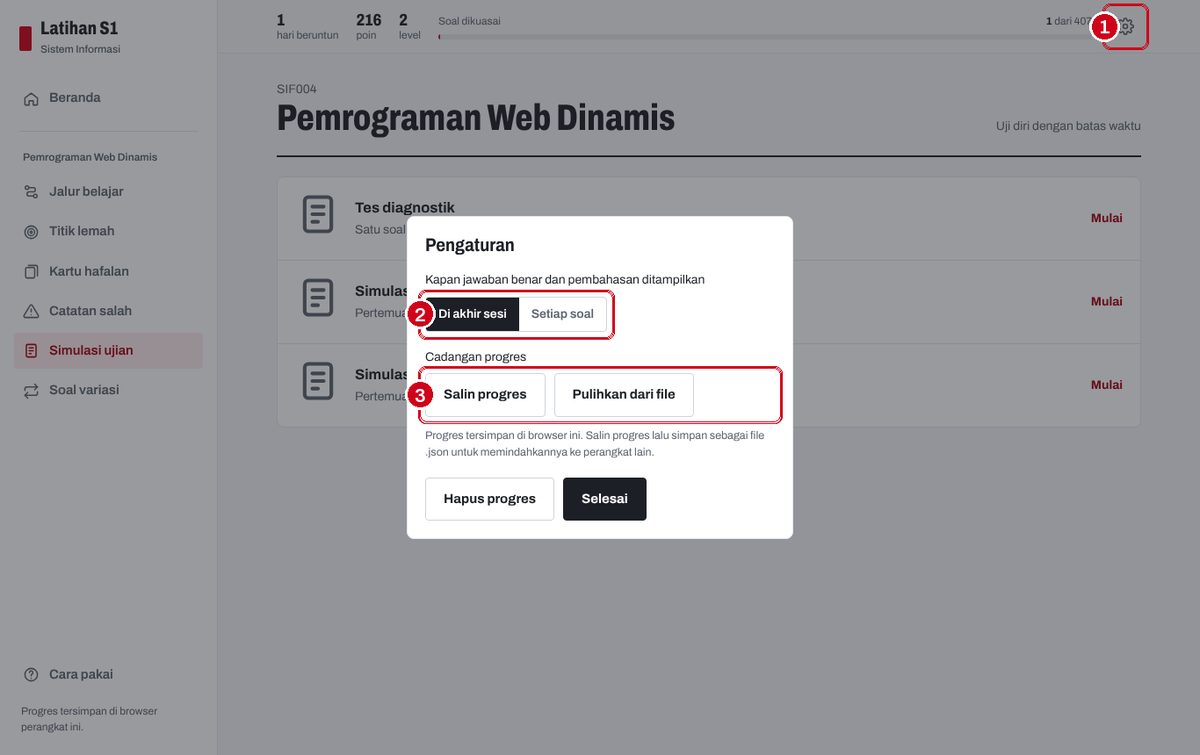 Latihan S1
Sistem Informasi
Beranda
Pemrograman Web Dinamis
Jalur belajar
Titik lemah
Kartu hafalan
Catatan salah
Simulasi ujian
Soal variasi
Cara pakai
Progres tersimpan di browser
perangkat ini.
1
hari beruntun
216
poin
2
level
Soal dikuasai
1 dari 407
1
SIF004
Pemrograman Web Dinamis
Uji diri dengan batas waktu
Tes diagnostik
Satu soal
Mulai
Simulas
Pertemua
Mulai
Simulas
Pertemua
Mulai
Pengaturan
Kapan jawaban benar dan pembahasan ditampilkan
2
Di akhir sesi
Setiap soal
Cadangan progres
3
Salin progres
Pulihkan dari file
Progres tersimpan di browser ini. Salin progres lalu simpan sebagai file
.json untuk memindahkannya ke perangkat lain.
Hapus progres
Selesai